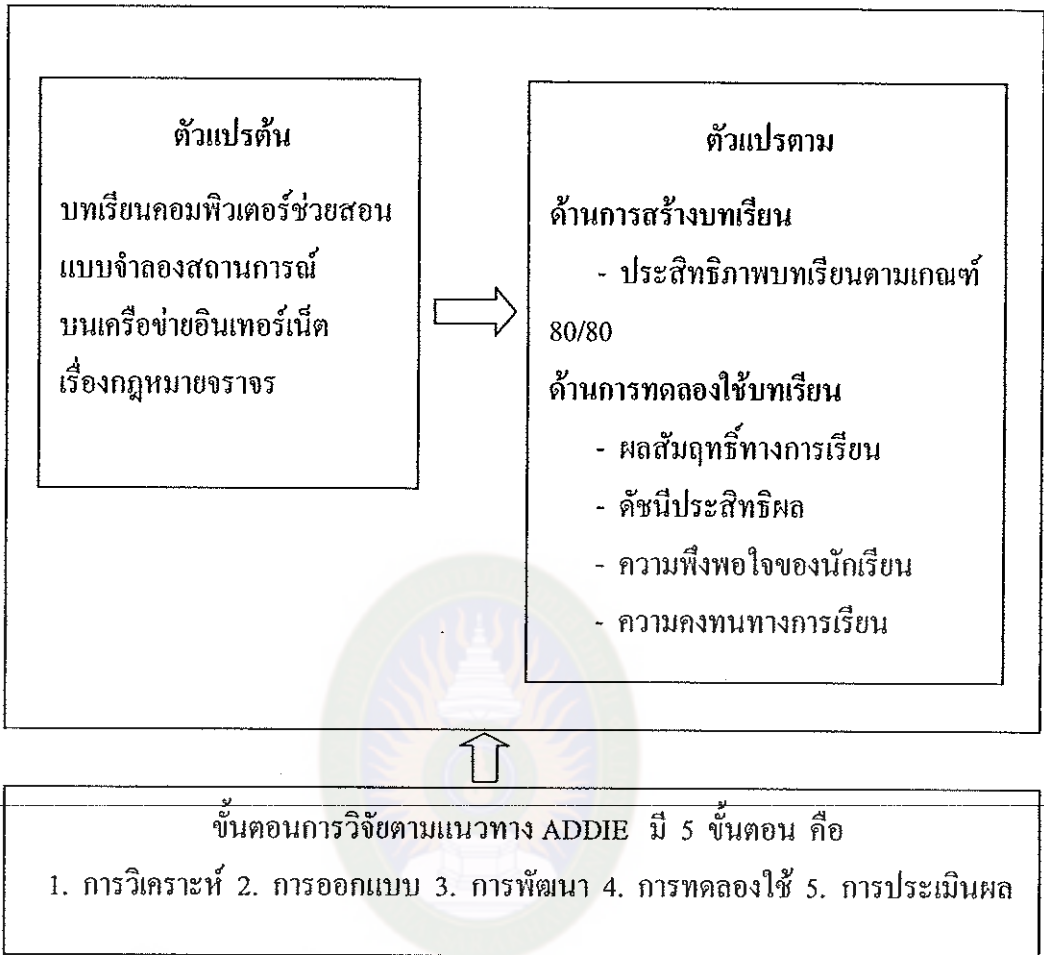 ตัวแปรต้น
บทเรียนคอมพิวเตอร์ช่วยสอน
แบบจำลองสถานการณ์
บนเครือข่ายอินเทอร์เน็ต
เรื่องกฎหมายจราจร
ตัวแปรตาม
ด้านการสร้างบทเรียน
- ประสิทธิภาพบทเรียนตามเกณฑ์
80/80
ด้านการทดลองใช้บทเรียน
- ผลสัมฤทธิ์ทางการเรียน
- ดัชนีประสิทธิผล
- ความพึงพอใจของนักเรียน
- ความคงทนทางการเรียน
ขั้นตอนการวิจัยตามแนวทาง ADDIE มี 5 ขั้นตอน คือ
1. การวิเคราะห์ 2. การออกแบบ 3. การพัฒนา 4. การทดลองใช้ 5. การประเมินผล